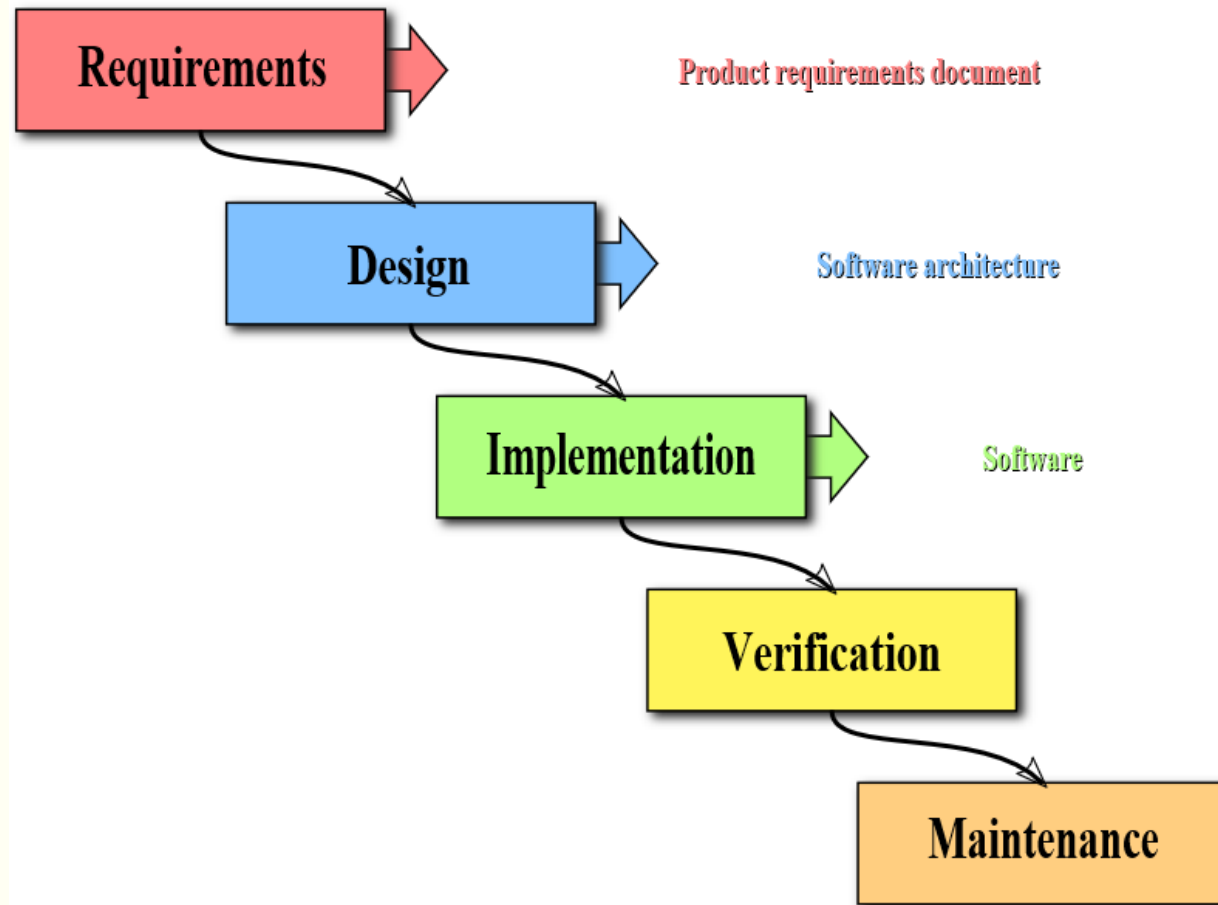 Requirements
Product requirements document
Design
Software architecture
Implementation
Software
Verification
Maintenance